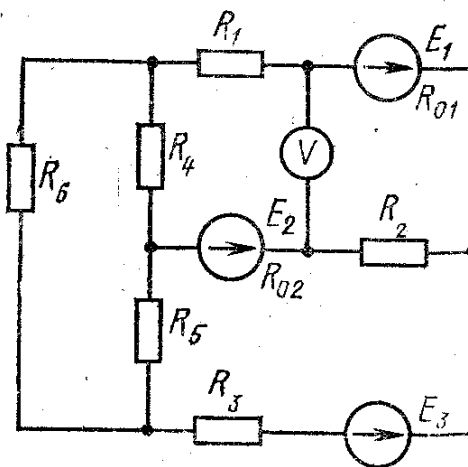 R₁ E₁
R₀₁
R₆ R₄ V
E₂ R₂
R₀₂
R₅
R₃ E₃